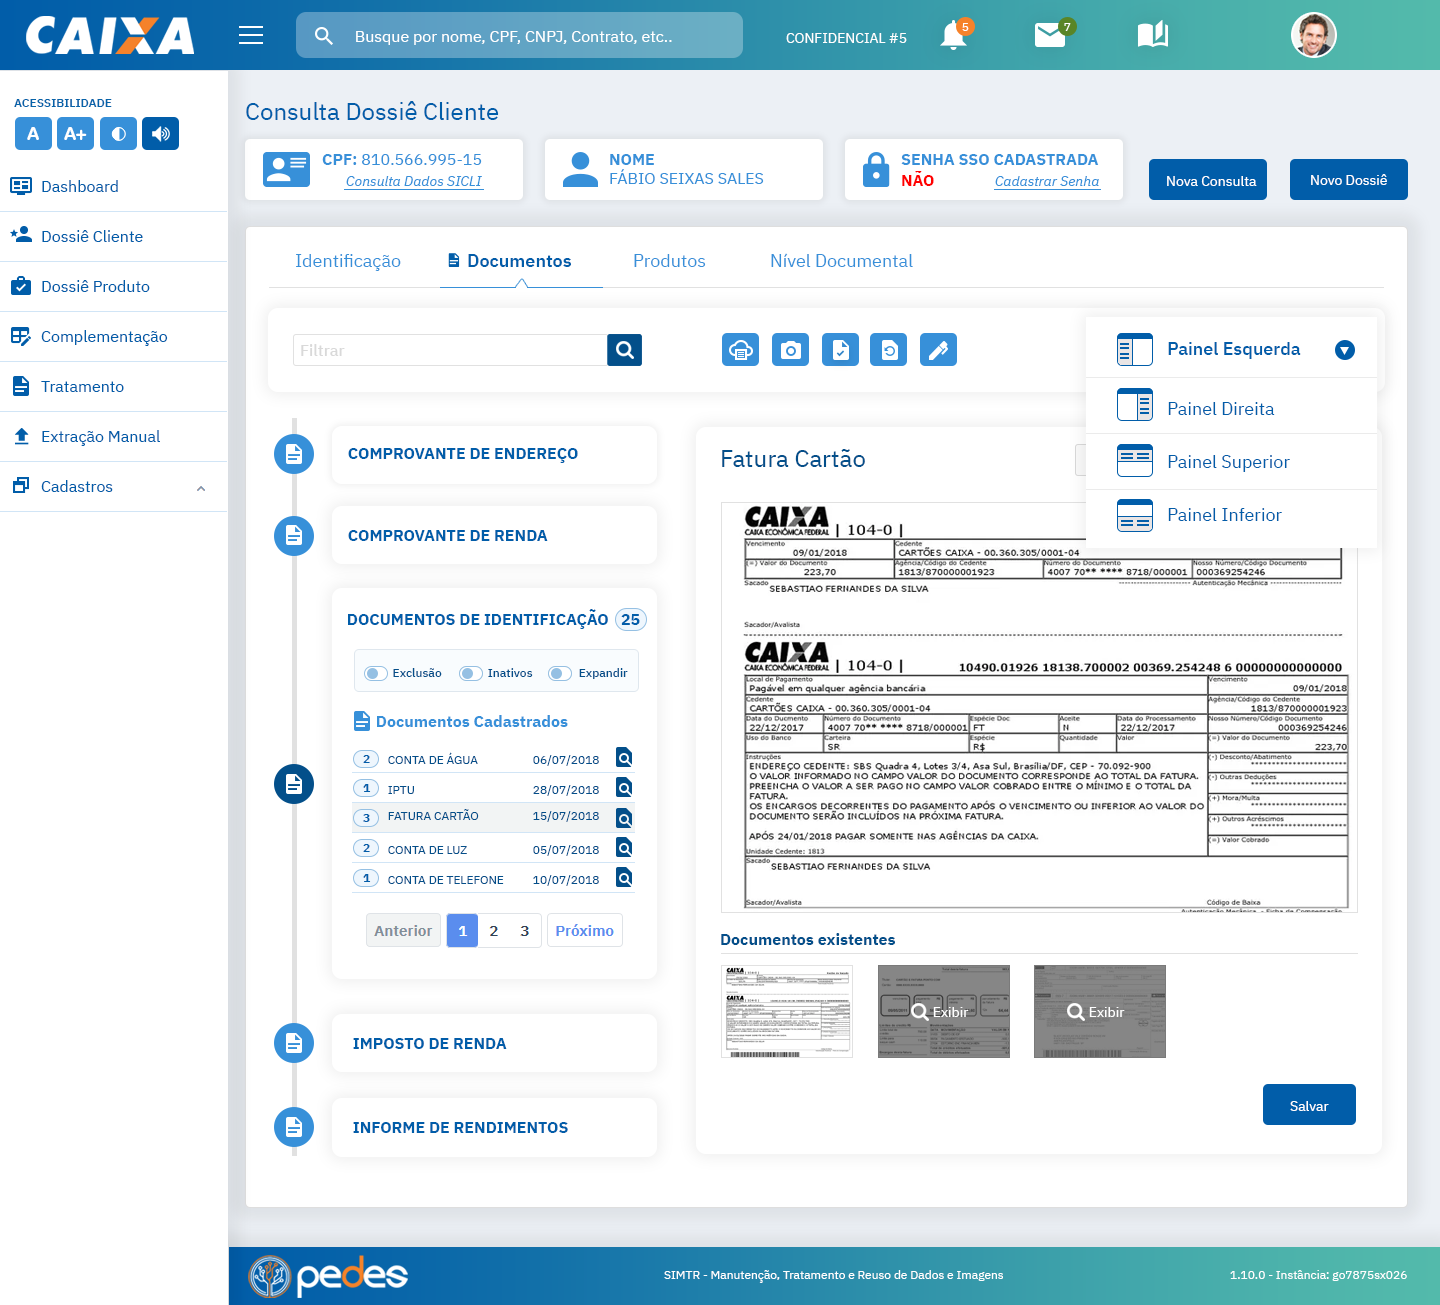 CAIXA
Busque por nome, CPF, CNPJ, Contrato, etc..
CONFIDENCIAL #5
5
7
ACESSIBILIDADE
A
A+
Dashboard
Dossiê Cliente
Dossiê Produto
Complementação
Tratamento
Extração Manual
Cadastros
Consulta Dossiê Cliente
CPF: 810.566.995-15
Consulta Dados SICLI
NOME
FÁBIO SEIXAS SALES
SENHA SSO CADASTRADA
NÃO
Cadastrar Senha
Nova Consulta
Novo Dossiê
Identificação
Documentos
Produtos
Nível Documental
Filtrar
Painel Esquerda
Painel Direita
Painel Superior
Painel Inferior
COMPROVANTE DE ENDEREÇO
COMPROVANTE DE RENDA
DOCUMENTOS DE IDENTIFICAÇÃO 25
Exclusão
Inativos
Expandir
Documentos Cadastrados
2 CONTA DE ÁGUA 06/07/2018
1 IPTU 28/07/2018
3 FATURA CARTÃO 15/07/2018
2 CONTA DE LUZ 05/07/2018
1 CONTA DE TELEFONE 10/07/2018
Anterior 1 2 3 Próximo
IMPOSTO DE RENDA
INFORME DE RENDIMENTOS
Fatura Cartão
CAIXA
CAIXA ECONÔMICA FEDERAL | 104-0 |
Vencimento Cedente
09/01/2018 CARTÕES CAIXA - 00.360.305/0001-04
(=) Valor do Documento Agência/Código do Cedente Número do Documento Nosso Número/Código Documento
223,70 1813/870000001923 4007 70** **** 8718/000001 000369254246
Sacado Autenticação Mecânica
SEBASTIAO FERNANDES DA SILVA
Sacador/Avalista
CAIXA
CAIXA ECONÔMICA FEDERAL | 104-0 | 10490.01926 18138.700002 00369.254248 6 00000000000000
Local de Pagamento Vencimento
Pagável em qualquer agência bancária 09/01/2018
Cedente Agência/Código do Cedente
CARTÕES CAIXA - 00.360.305/0001-04 1813/870000001923
Data do Ducmento Número do Documento Espécie Doc Aceite Data do Processamento Nosso Número/Código Documento
22/12/2017 4007 70** **** 8718/000001 FT N 22/12/2017 000369254246
Uso do Banco Carteira Espécie Quantidade Valor (=) Valor do Documento
SR R$ 223,70
Instruções (-) Desconto/Abatimento
ENDEREÇO CEDENTE: SBS Quadra 4, Lotes 3/4, Asa Sul, Brasília/DF, CEP - 70.092-900
O VALOR INFORMADO NO CAMPO VALOR DO DOCUMENTO CORRESPONDE AO TOTAL DA FATURA.
(-) Outras Deduções
PREENCHA O VALOR A SER PAGO NO CAMPO VALOR COBRADO ENTRE O MÍNIMO E O TOTAL DA
FATURA.
(+) Mora/Multa
OS ENCARGOS DECORRENTES DO PAGAMENTO APÓS O VENCIMENTO OU INFERIOR AO VALOR DO
DOCUMENTO SERÃO INCLUÍDOS NA PRÓXIMA FATURA.
(+) Outros Acréscimos
APÓS 24/01/2018 PAGAR SOMENTE NAS AGÊNCIAS DA CAIXA.
(=) Valor Cobrado
Unidade Cedente: 1813
Sacado
SEBASTIAO FERNANDES DA SILVA
Sacador/Avalista Código de Baixa
Autenticação Mecânica - Ficha de Compensação
Documentos existentes
Exibir
Exibir
Salvar
pedes
SIMTR - Manutenção, Tratamento e Reuso de Dados e Imagens
1.10.0 - Instância: go7875sx026